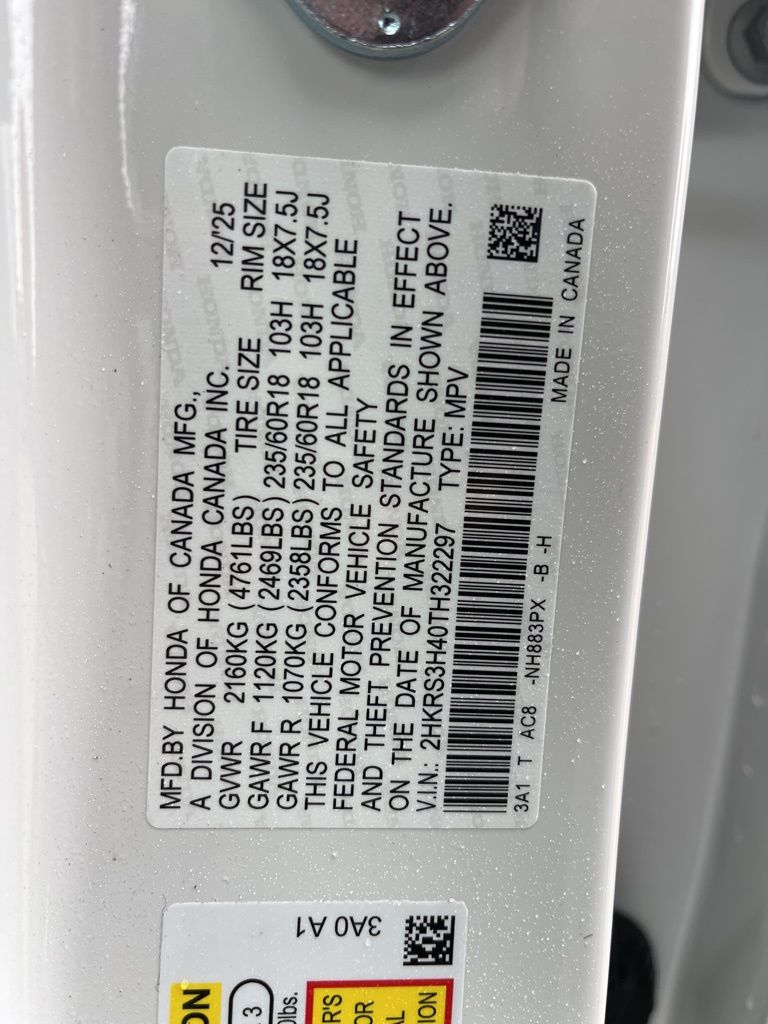 MFD.BY HONDA OF CANADA MFG.,
A DIVISION OF HONDA CANADA INC. 12/'25
GVWR 2160KG (4761LBS) TIRE SIZE RIM SIZE
GAWR F 1120KG (2469LBS) 235/60R18 103H 18X7.5J
GAWR R 1070KG (2358LBS) 235/60R18 103H 18X7.5J
THIS VEHICLE CONFORMS TO ALL APPLICABLE
FEDERAL MOTOR VEHICLE SAFETY
AND THEFT PREVENTION STANDARDS IN EFFECT
ON THE DATE OF MANUFACTURE SHOWN ABOVE.
V.I.N.: 2HKRS3H40TH322297 TYPE: MPV
3A1 T AC8 -NH883PX -B -H
MADE IN CANADA
3A0 A1